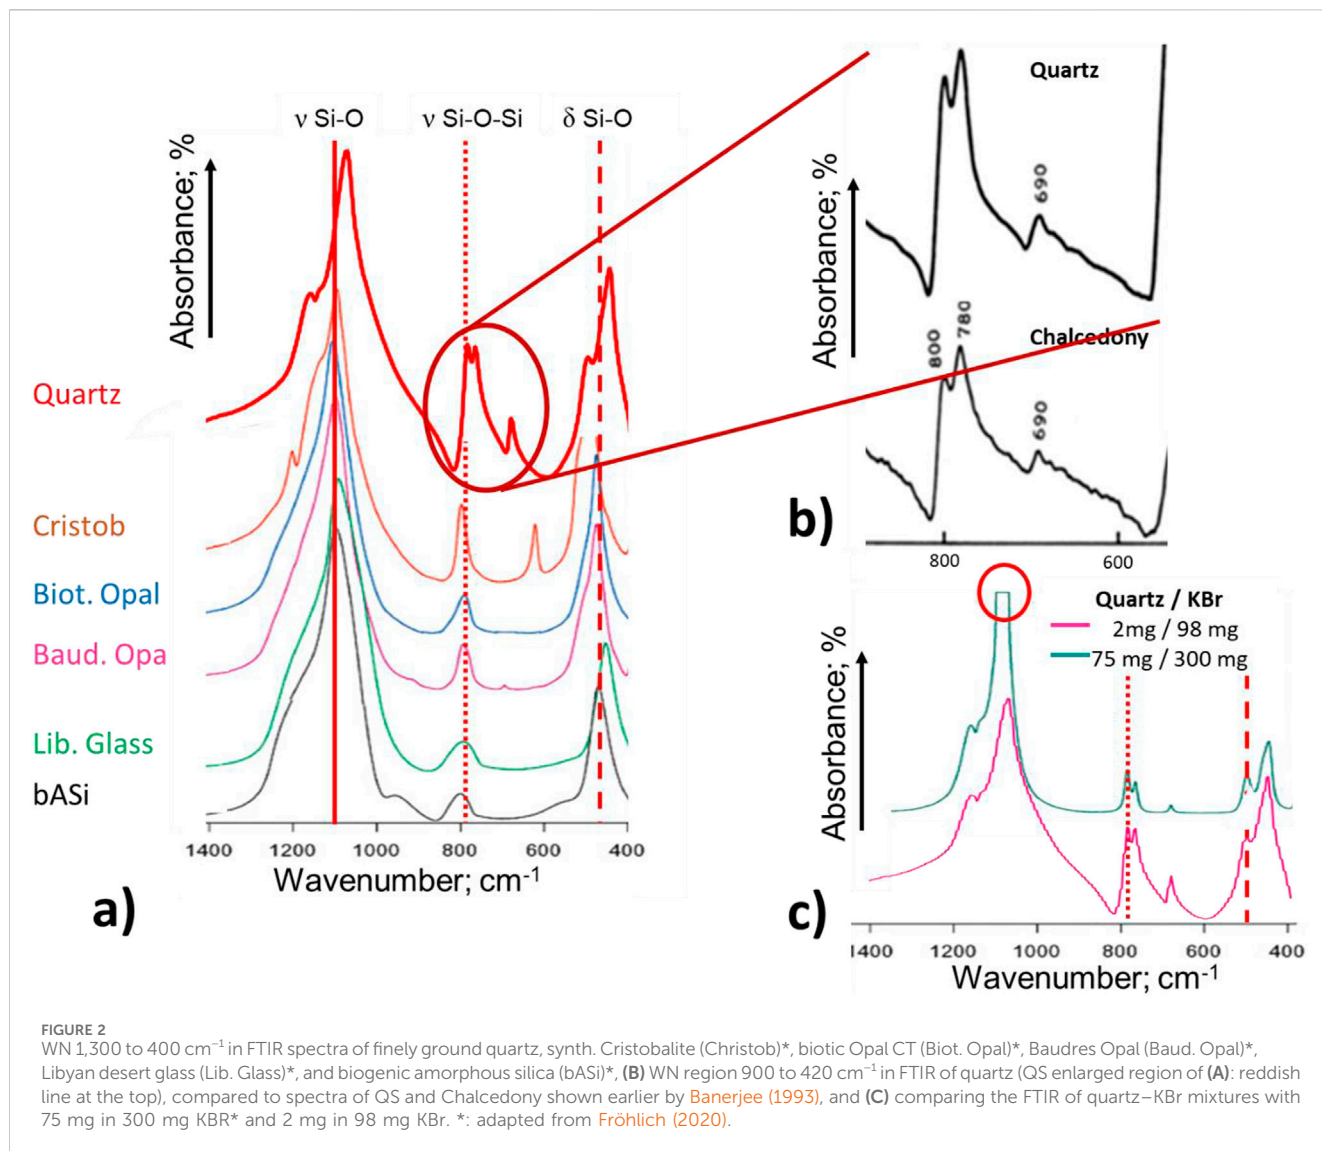 ν Si-O
ν Si-O-Si
δ Si-O
Absorbance; %
Quartz
Cristob
Biot. Opal
Baud. Opa
Lib. Glass
bASi
1400
1200
1000
800
600
400
Wavenumber; cm-1
a)
Quartz
690
Absorbance; %
Chalcedony
800
780
690
b)
800
600
Quartz / KBr
2mg / 98 mg
75 mg / 300 mg
Absorbance; %
c)
1400
1200
1000
800
600
400
Wavenumber; cm-1
FIGURE 2
WN 1,300 to 400 cm−1 in FTIR spectra of finely ground quartz, synth. Cristobalite (Christob)*, biotic Opal CT (Biot. Opal)*, Baudres Opal (Baud. Opal)*,
Libyan desert glass (Lib. Glass)*, and biogenic amorphous silica (bASi)*, (B) WN region 900 to 420 cm−1 in FTIR of quartz (QS enlarged region of (A): reddish
line at the top), compared to spectra of QS and Chalcedony shown earlier by Banerjee (1993), and (C) comparing the FTIR of quartz–KBr mixtures with
75 mg in 300 mg KBR* and 2 mg in 98 mg KBr. *: adapted from Fröhlich (2020).